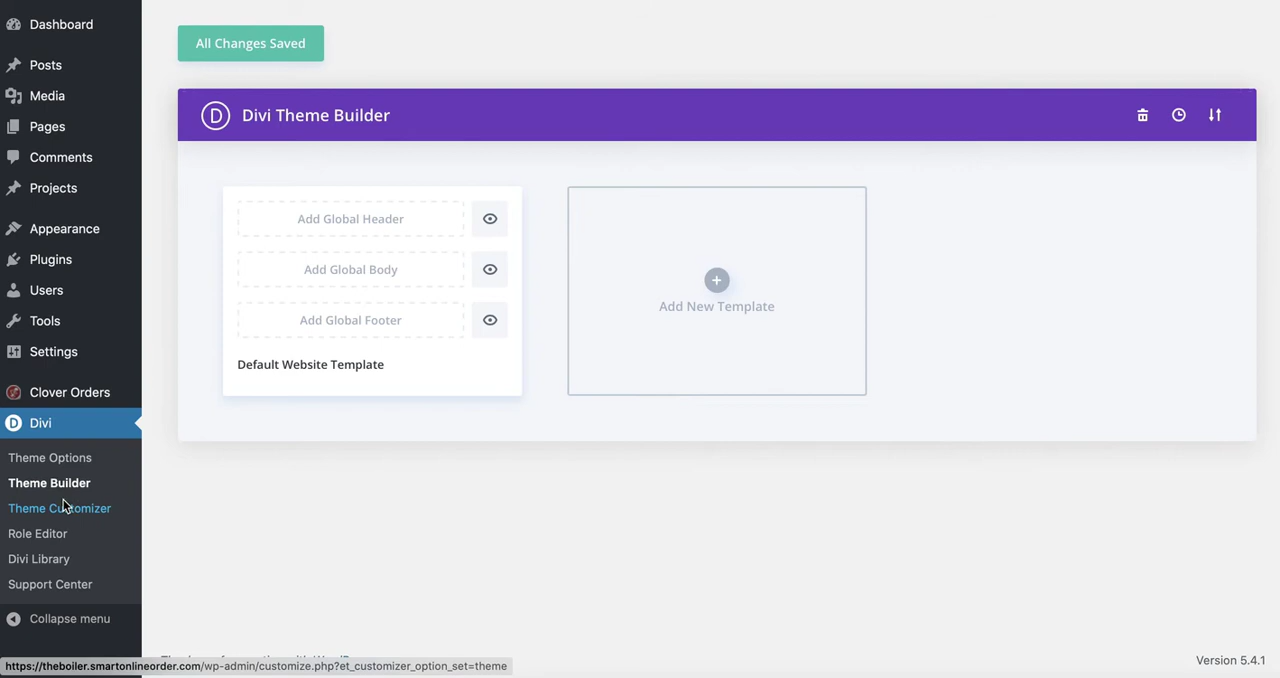 Dashboard
Posts
Media
Pages
Comments
Projects
Appearance
Plugins
Users
Tools
Settings
Clover Orders
Divi
Theme Options
Theme Builder
Theme Customizer
Role Editor
Divi Library
Support Center
Collapse menu
All Changes Saved
D Divi Theme Builder
Add Global Header
Add Global Body
Add Global Footer
Default Website Template
Add New Template
https://theboiler.smartonlineorder.com/wp-admin/customize.php?et_customizer_option_set=theme
Version 5.4.1